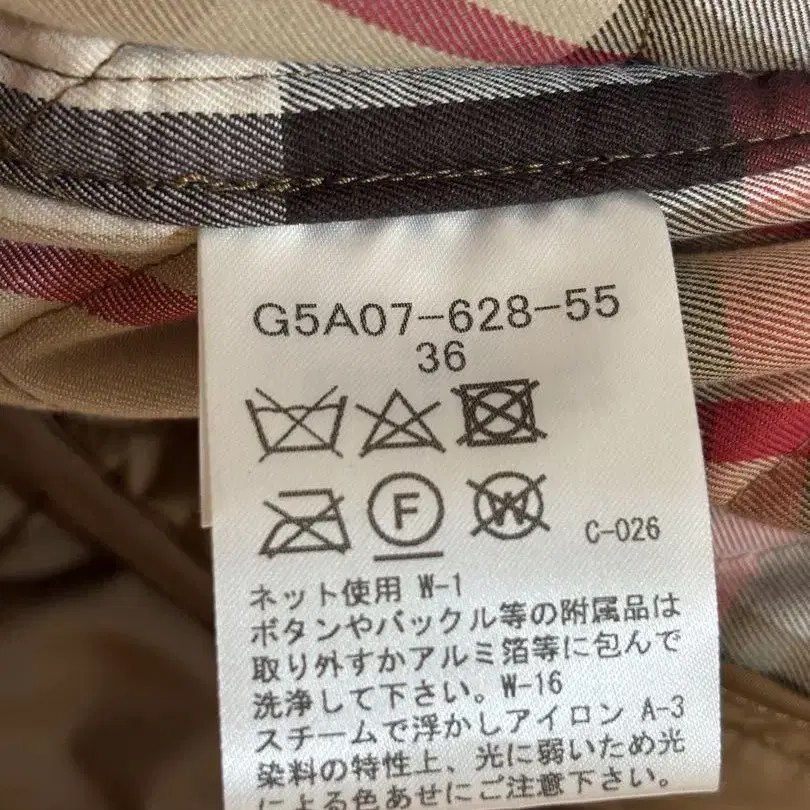 G5A07-628-55
36
F
W
C-026
ネット使用 W-1
ボタンやバックル等の附属品は
取り外すかアルミ箔等に包んで
洗浄して下さい。W-16
スチームで浮かしアイロン A-3
染料の特性上、光に弱いため光
による色あせにご注意下さい。